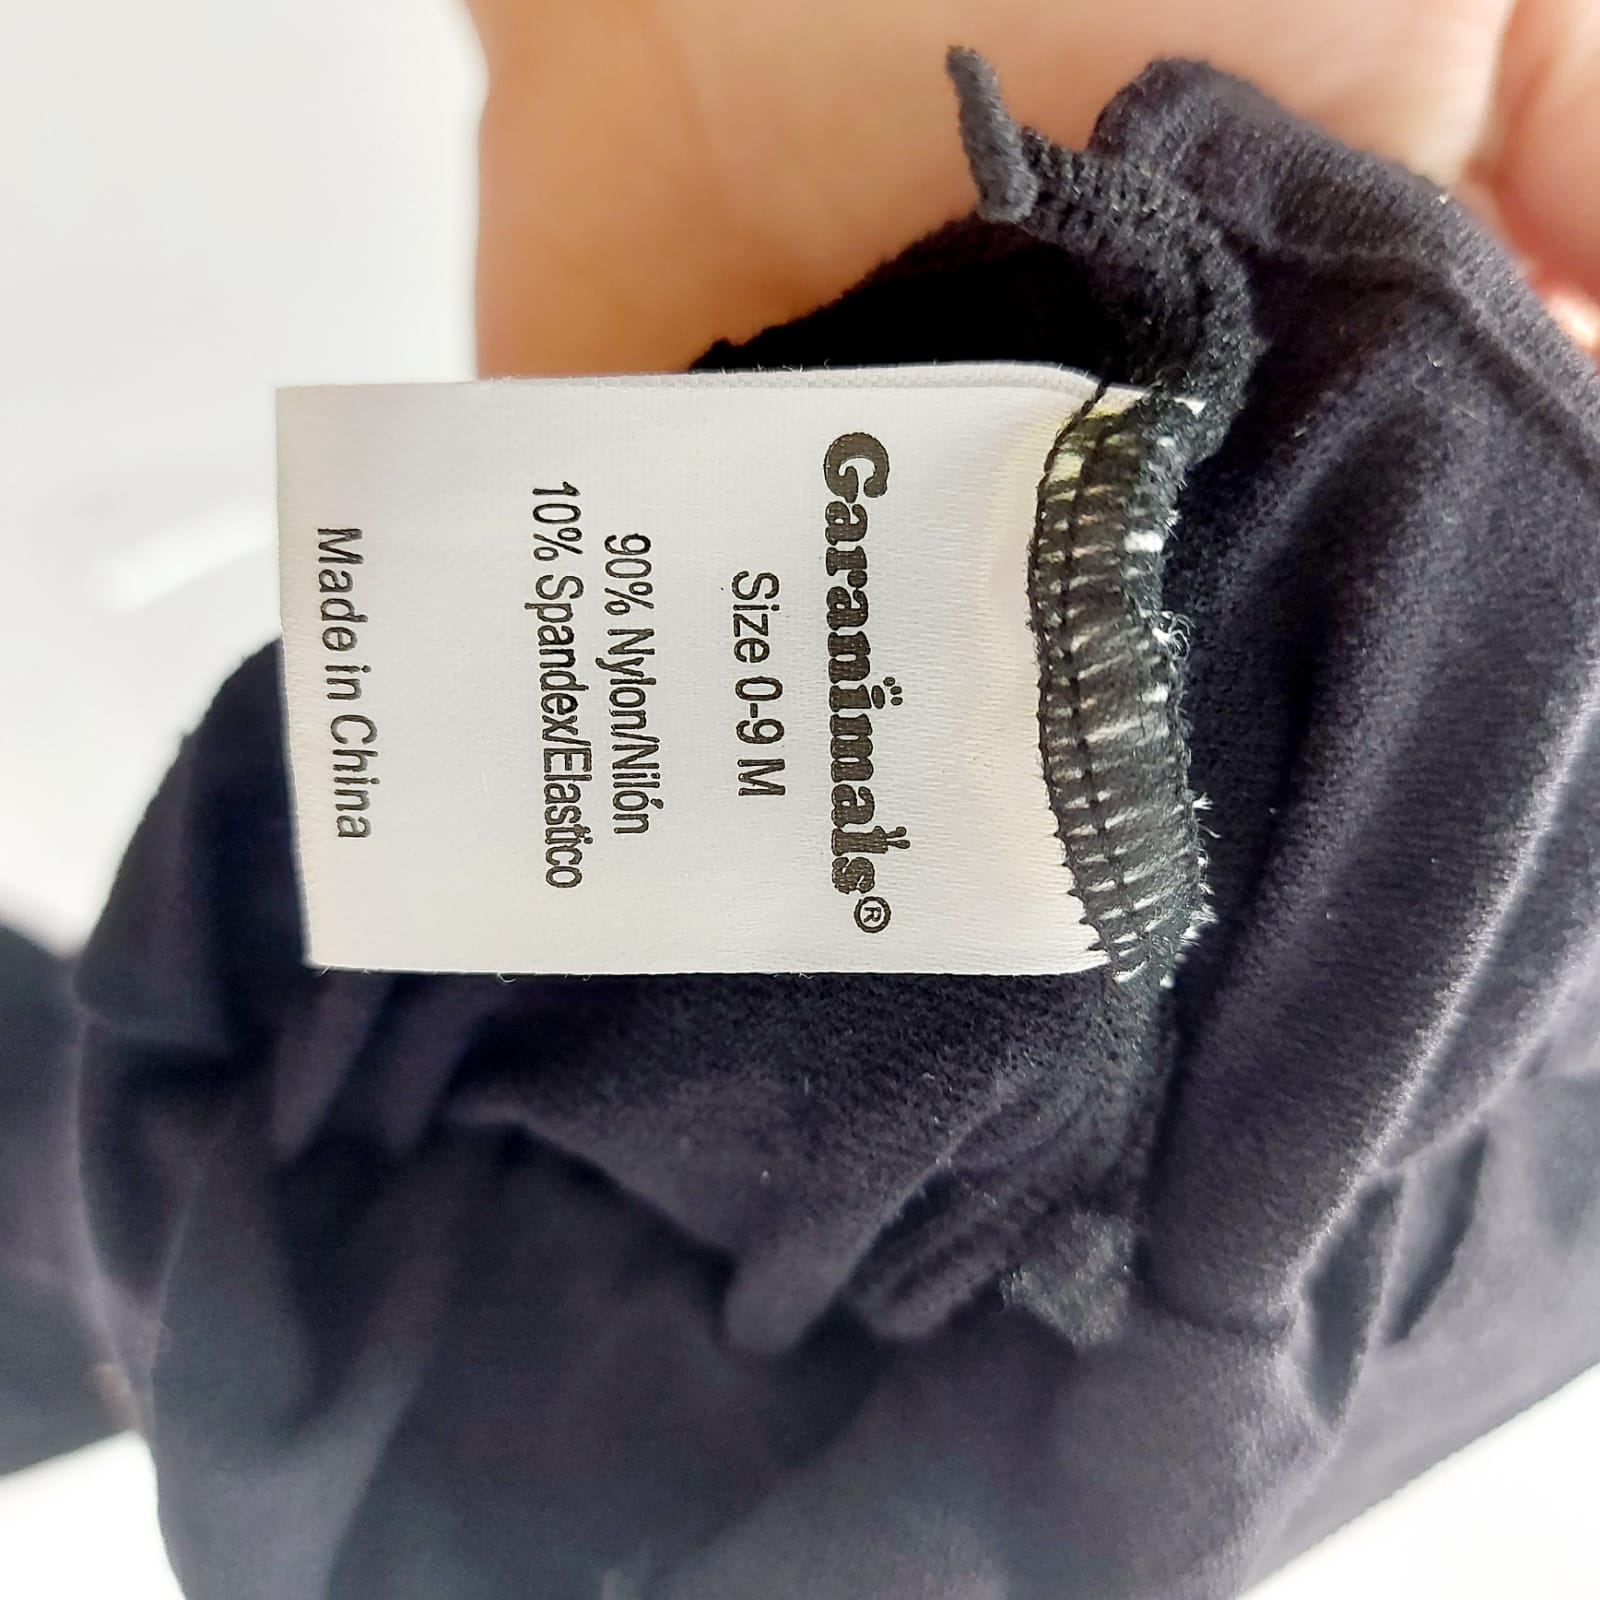 Garanimals®
Size 0-9 M
90% Nylon/Nilón
10% Spandex/Elastico
Made in China